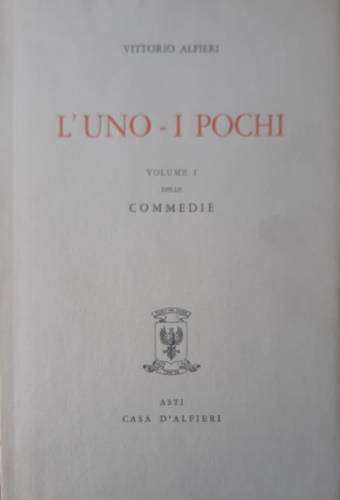 VITTORIO ALFIERI
L'UNO - I POCHI
VOLUME I
DELLE
COMMEDIE
ASTI
CASA D'ALFIERI